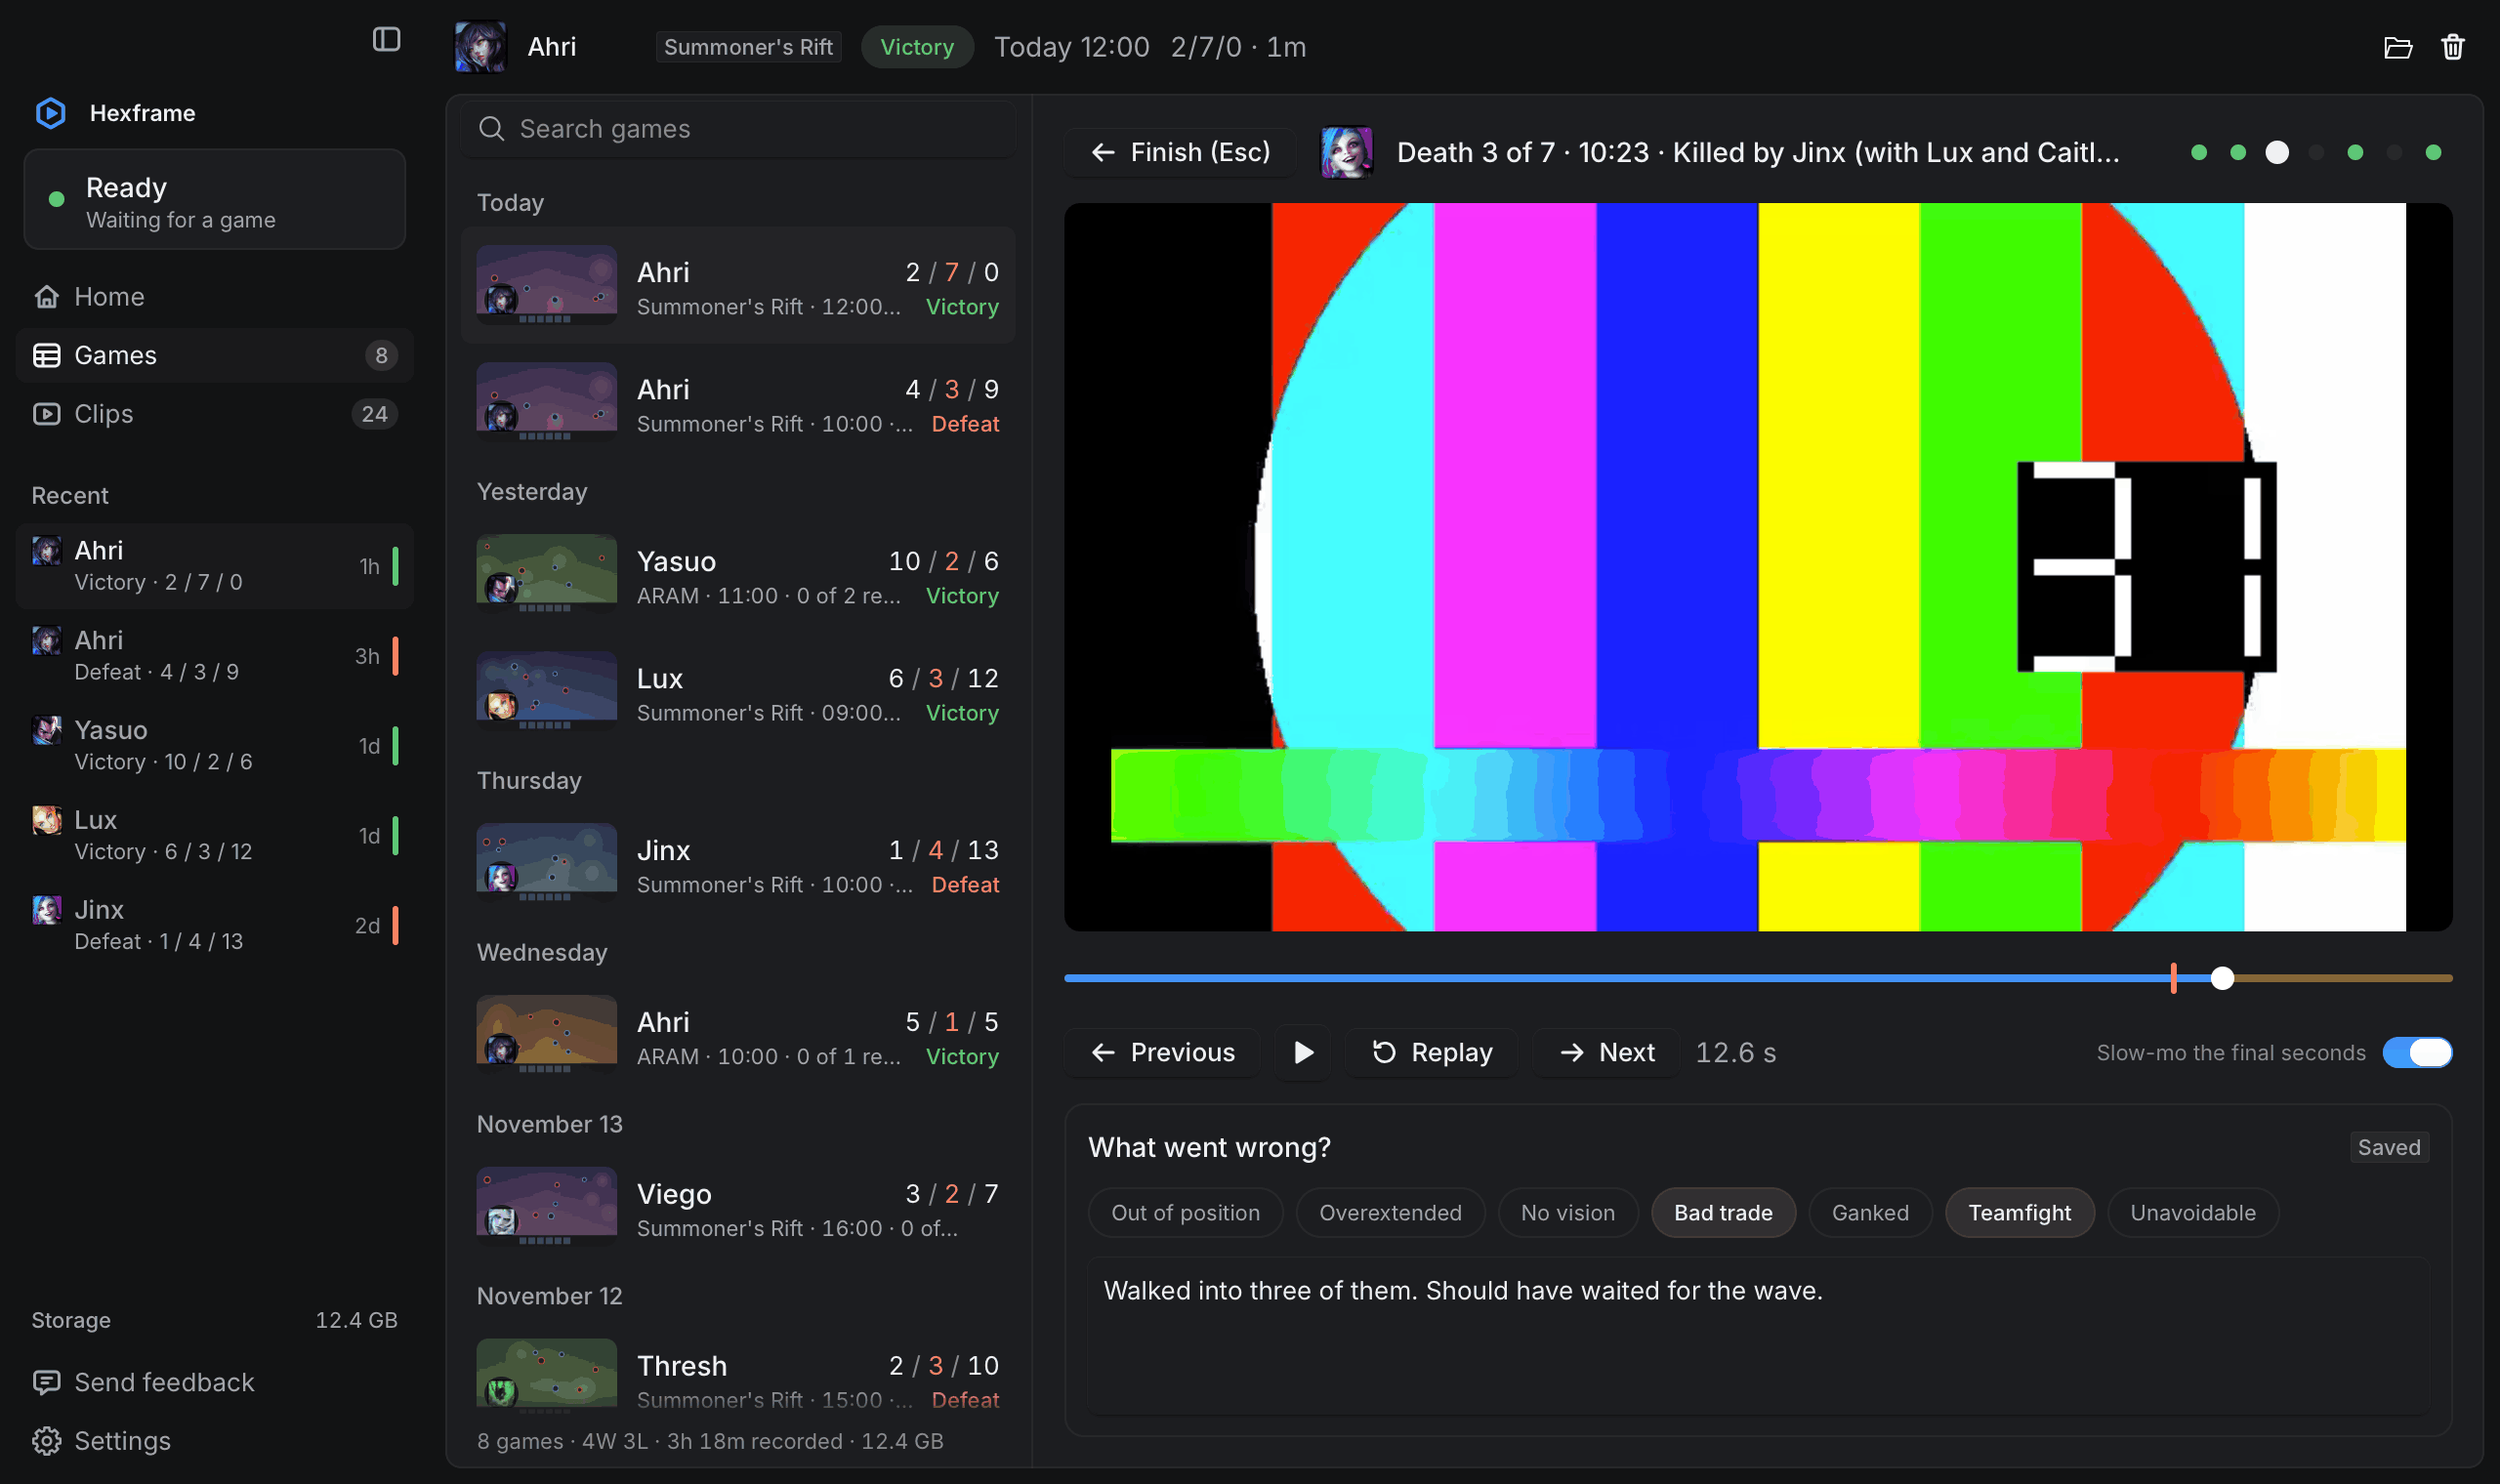 Ahri
Summoner's Rift
Victory
Today 12:00
2/7/0 · 1m
Hexframe
Ready
Waiting for a game
Home
Games
8
Clips
24
Recent
Ahri
Victory · 2 / 7 / 0
1h
Ahri
Defeat · 4 / 3 / 9
3h
Yasuo
Victory · 10 / 2 / 6
1d
Lux
Victory · 6 / 3 / 12
1d
Jinx
Defeat · 1 / 4 / 13
2d
Storage
12.4 GB
Send feedback
Settings
Search games
Today
Ahri
2 / 7 / 0
Summoner's Rift · 12:00...
Victory
Ahri
4 / 3 / 9
Summoner's Rift · 10:00 ·...
Defeat
Yesterday
Yasuo
10 / 2 / 6
ARAM · 11:00 · 0 of 2 re...
Victory
Lux
6 / 3 / 12
Summoner's Rift · 09:00...
Victory
Thursday
Jinx
1 / 4 / 13
Summoner's Rift · 10:00 ·...
Defeat
Wednesday
Ahri
5 / 1 / 5
ARAM · 10:00 · 0 of 1 re...
Victory
November 13
Viego
3 / 2 / 7
Summoner's Rift · 16:00 · 0 of...
November 12
Thresh
2 / 3 / 10
Summoner's Rift · 15:00 ·...
Defeat
8 games · 4W 3L · 3h 18m recorded · 12.4 GB
Finish (Esc)
Death 3 of 7 · 10:23 · Killed by Jinx (with Lux and Caitl...
31
Previous
Replay
Next
12.6 s
Slow-mo the final seconds
What went wrong?
Saved
Out of position
Overextended
No vision
Bad trade
Ganked
Teamfight
Unavoidable
Walked into three of them. Should have waited for the wave.